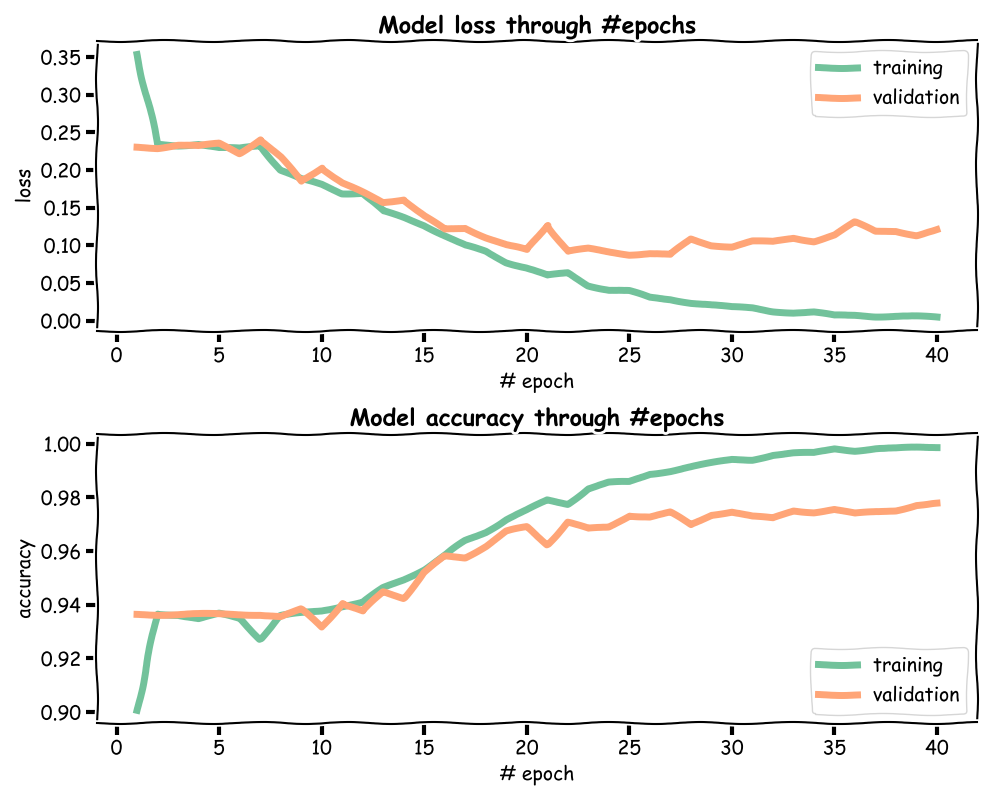 Model loss through #epochs
0.35
0.30
0.25
0.20
0.15
0.10
0.05
0.00
loss
training
validation
0 5 10 15 20 25 30 35 40
# epoch
Model accuracy through #epochs
1.00
0.98
0.96
0.94
0.92
0.90
accuracy
training
validation
0 5 10 15 20 25 30 35 40
# epoch